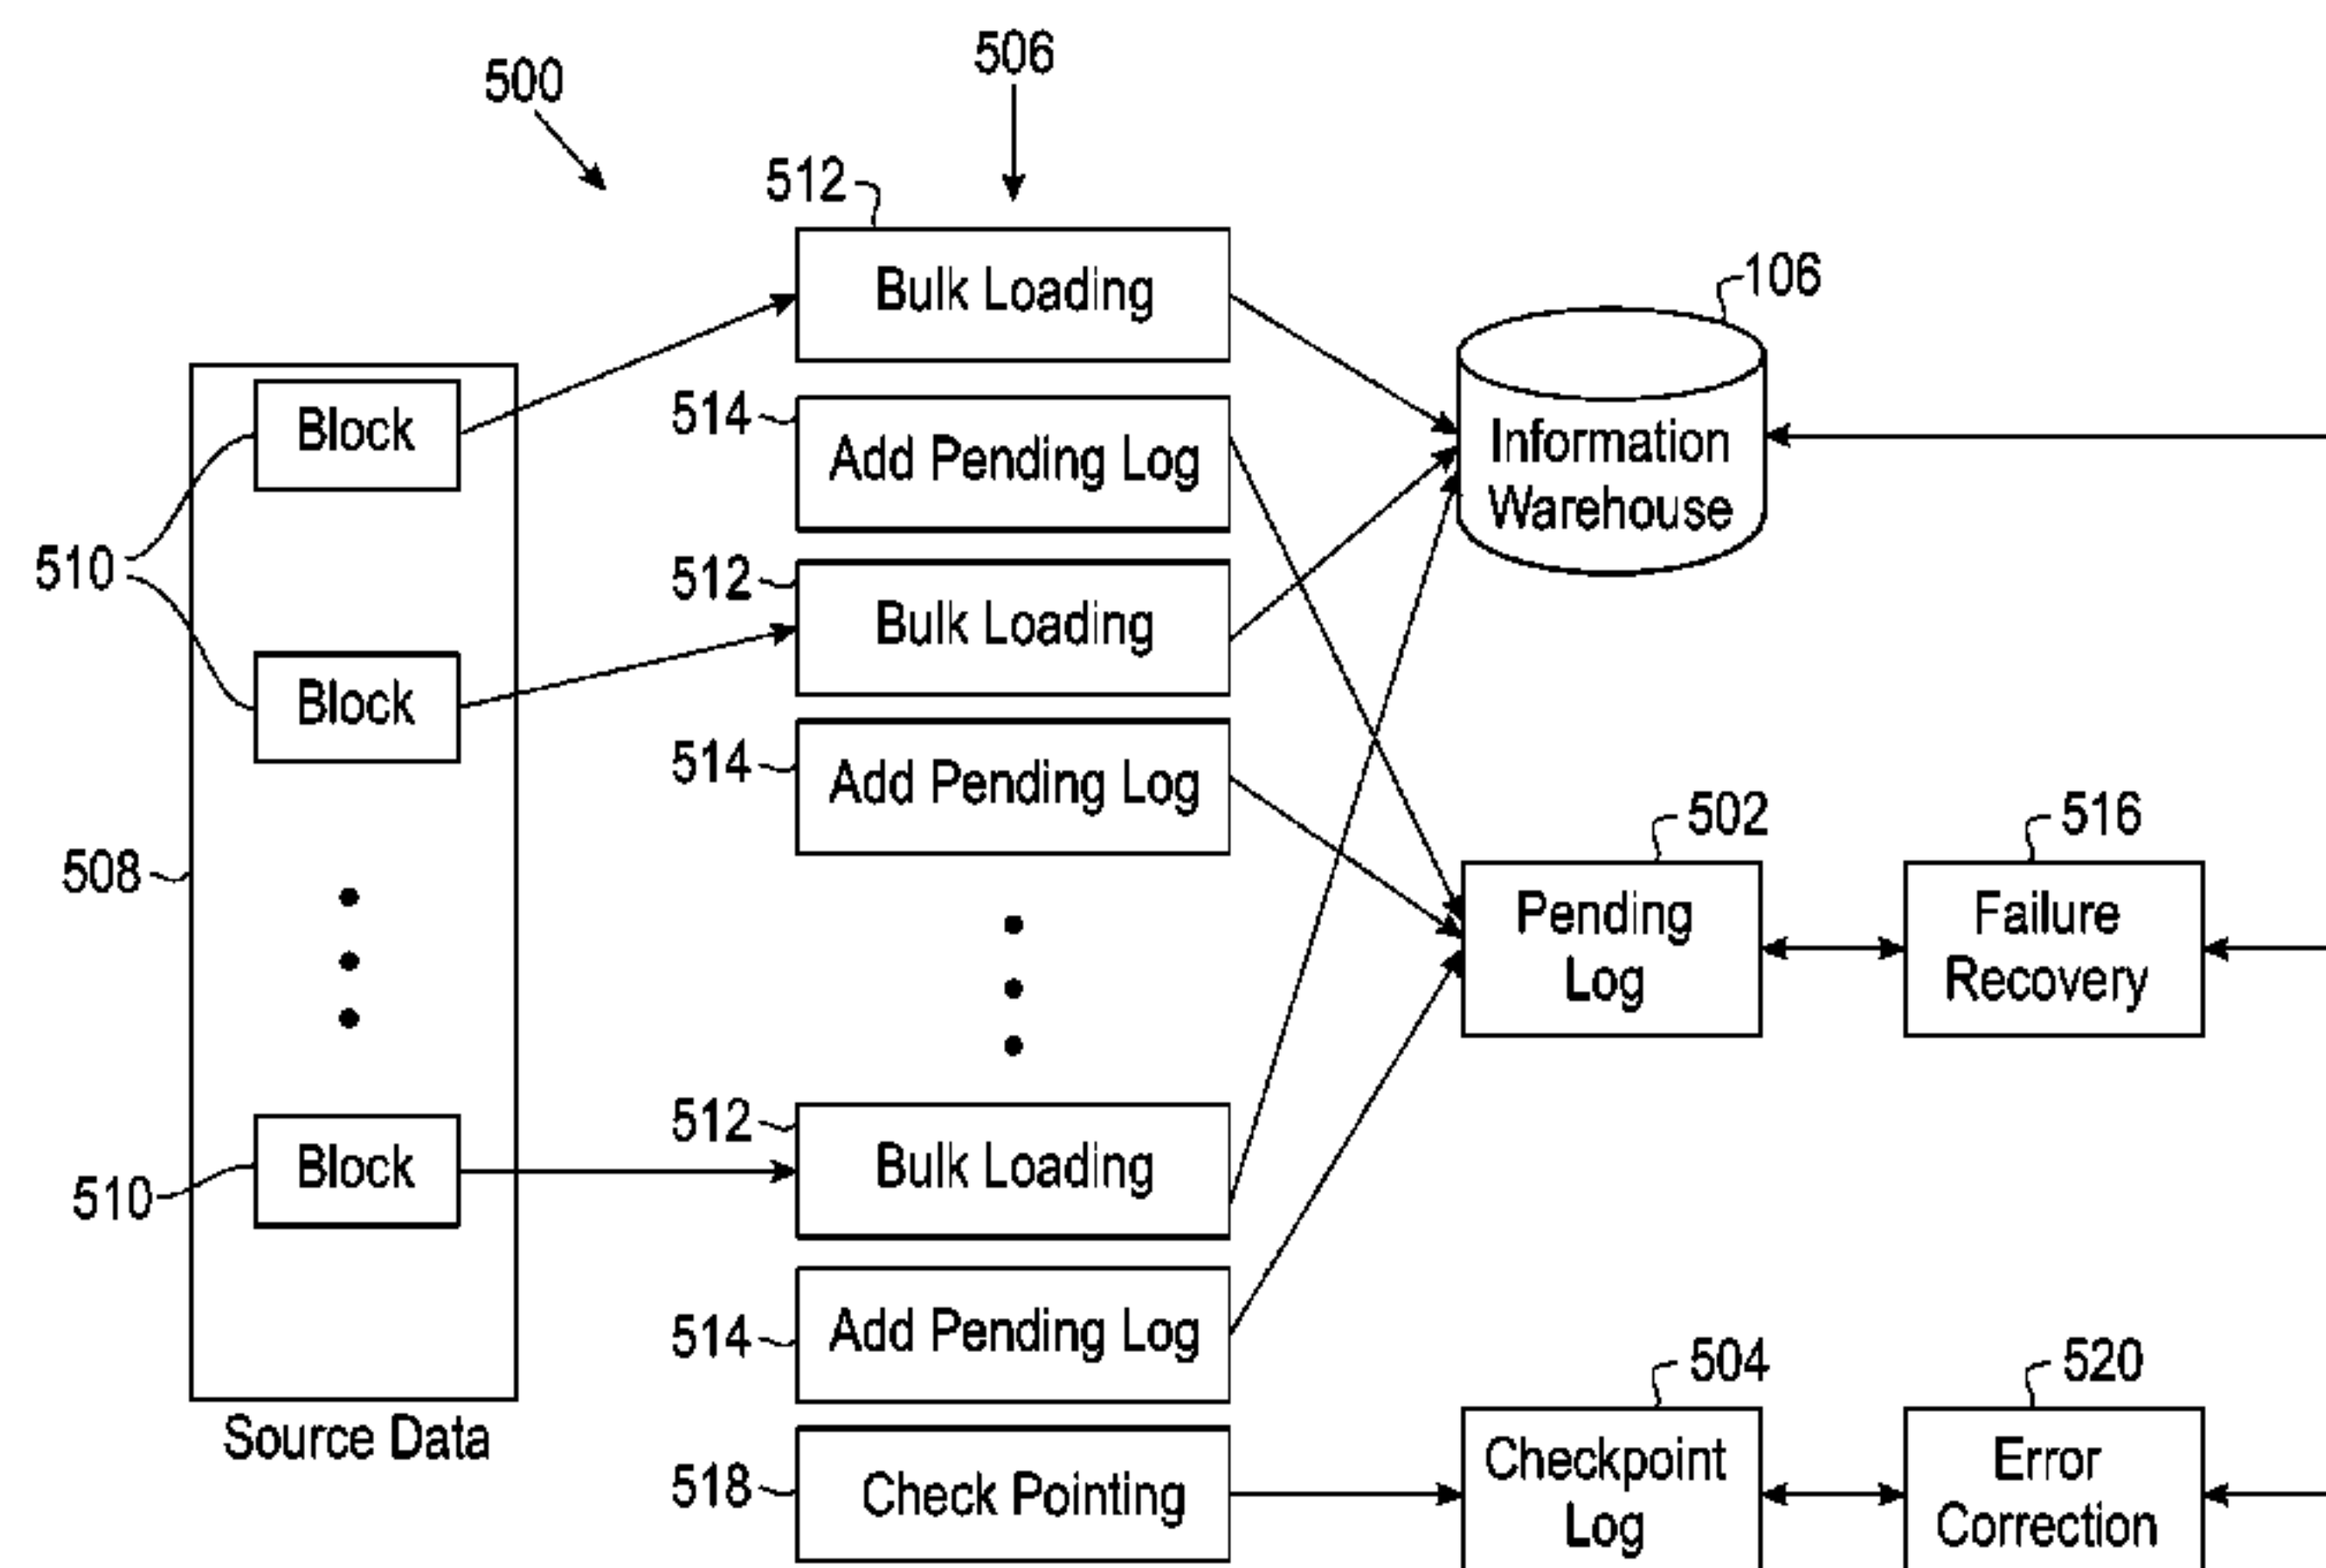 500
506
512
Bulk Loading
106
514
Add Pending Log
Block
Information
Warehouse
510
512
Bulk Loading
Block
514
Add Pending Log
502
516
508
Pending
Log
Failure
Recovery
512
Bulk Loading
Block
510
514
Add Pending Log
504
520
Source Data
518
Check Pointing
Checkpoint
Log
Error
Correction